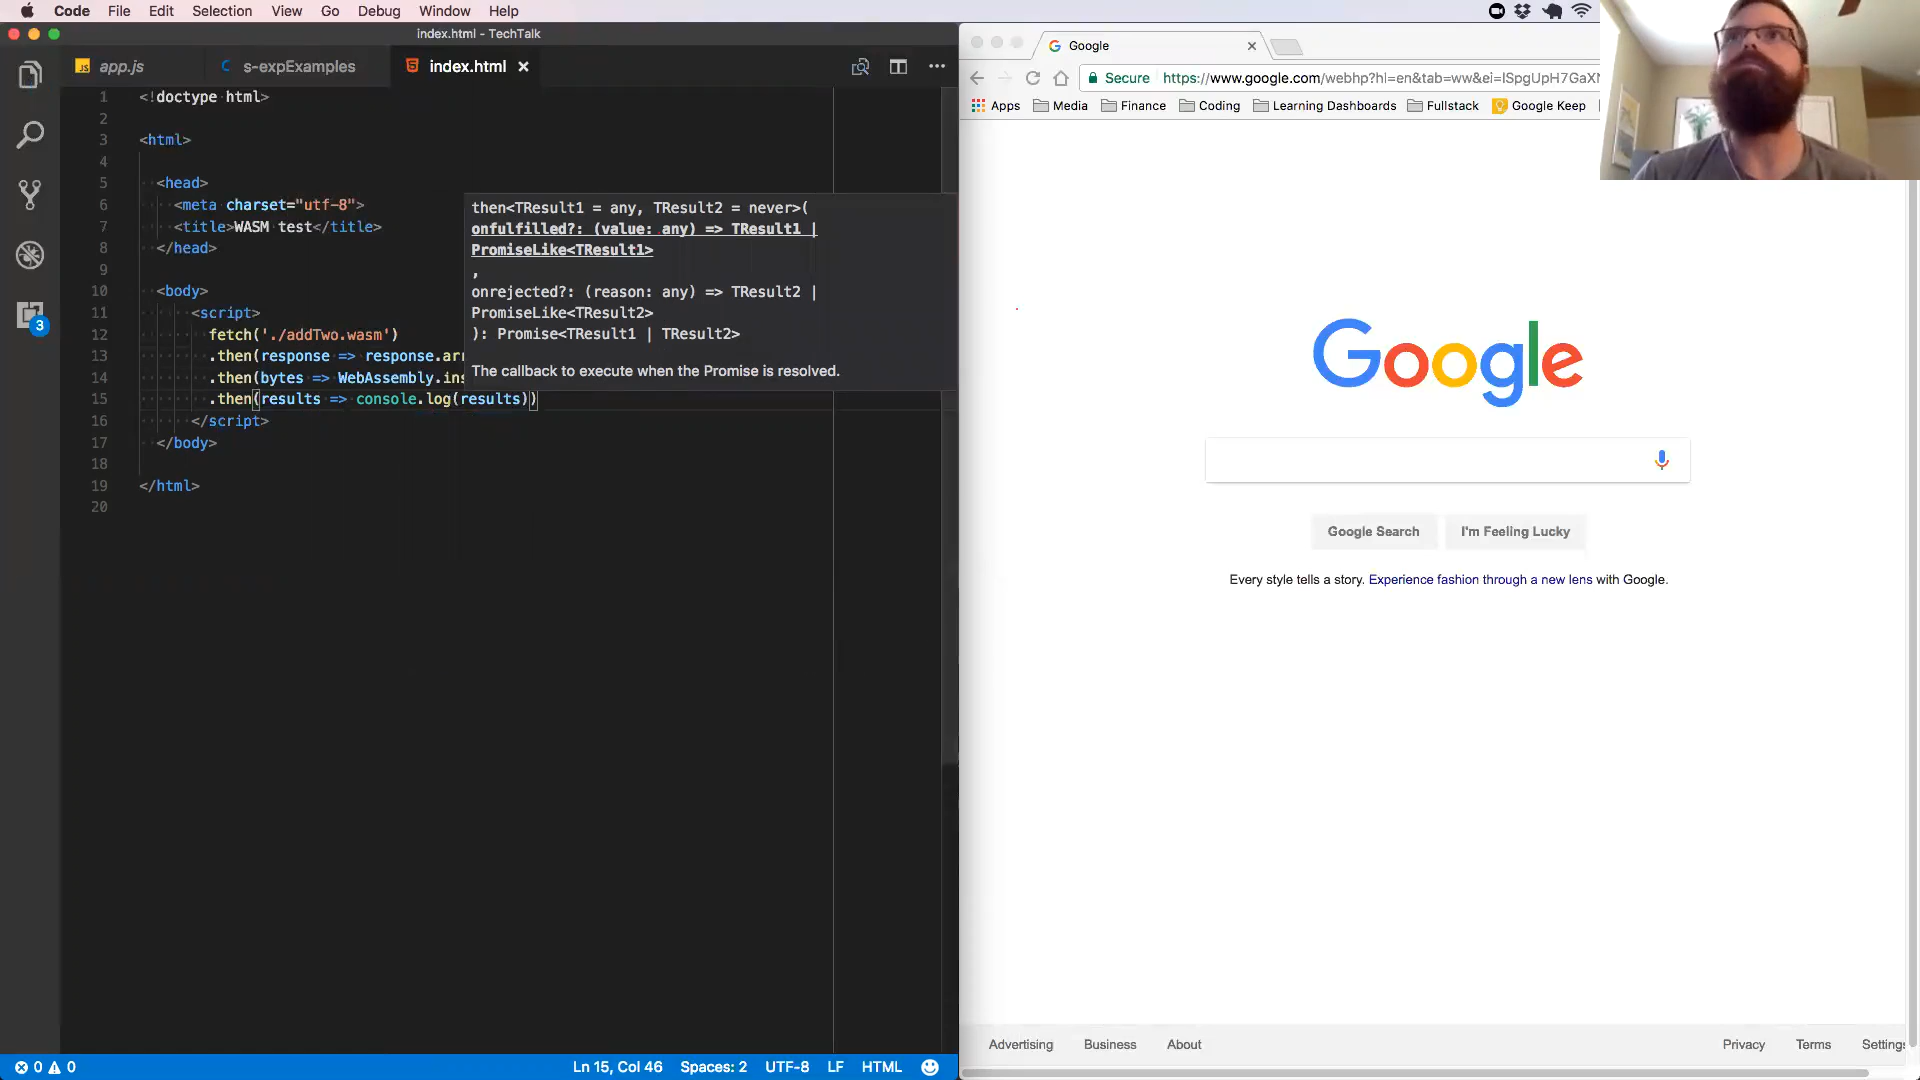 Code File Edit Selection View Go Debug Window Help
index.html - TechTalk
JS app.js
C s-expExamples
index.html ×
1 <!doctype html>
2
3 <html>
4
5 <head>
6 <meta charset="utf-8">
7 <title>WASM test</title>
8 </head>
9
10 <body>
11 <script>
12 fetch('./addTwo.wasm')
13 .then(response => response.arr
14 .then(bytes => WebAssembly.ins
15 .then(results => console.log(results))
16 </script>
17 </body>
18
19 </html>
20
then<TResult1 = any, TResult2 = never>(
onfulfilled?: (value: any) => TResult1 |
PromiseLike<TResult1>
,
onrejected?: (reason: any) => TResult2 |
PromiseLike<TResult2>
): Promise<TResult1 | TResult2>
The callback to execute when the Promise is resolved.
3
0 0
Ln 15, Col 46 Spaces: 2 UTF-8 LF HTML
Google
Secure https://www.google.com/webhp?hl=en&tab=ww&ei=
Apps Media Finance Coding Learning Dashboards Fullstack Google Keep
Google
Google Search I'm Feeling Lucky
Every style tells a story. Experience fashion through a new lens with Google.
Advertising Business About Privacy Terms Settings